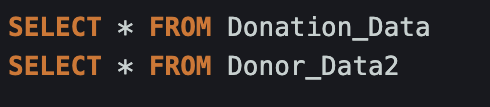 SELECT * FROM Donation_Data
SELECT * FROM Donor_Data2